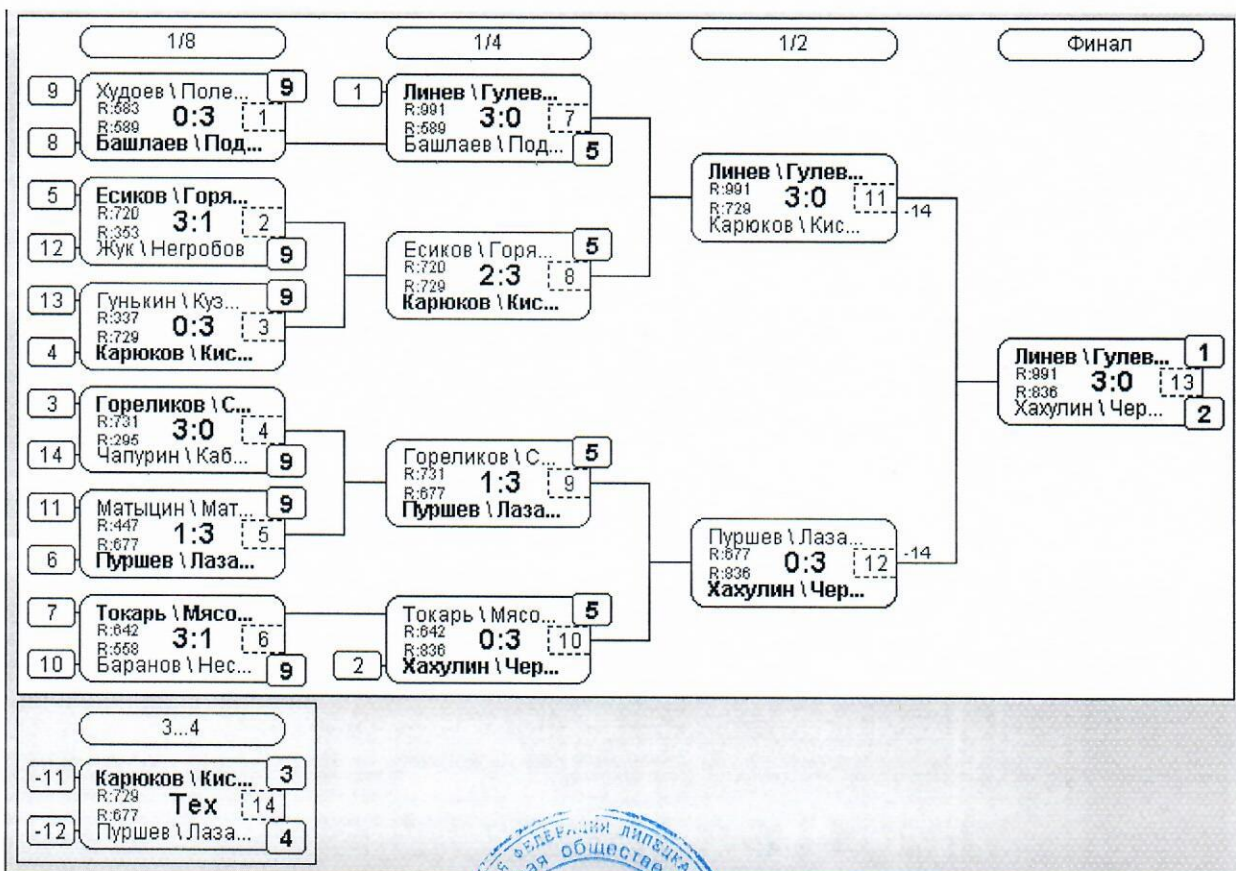 1/8
1/4
1/2
Финал
9
Худоев \ Поле...
9
R:583
0:3
1
R:589
8
Башлаев \ Под...
5
Есиков \ Горя...
R:720
3:1
2
R:353
12
Жук \ Негробов
9
13
Гунькин \ Куз...
9
R:337
0:3
3
R:729
4
Карюков \ Кис...
3
Гореликов \ С...
R:731
3:0
4
R:295
14
Чапурин \ Каб...
9
11
Матыцин \ Мат...
9
R:447
1:3
5
R:677
6
Пуршев \ Лаза...
7
Токарь \ Мясо...
R:642
3:1
6
R:558
10
Баранов \ Нес...
9
1
Линев \ Гулев...
R:991
3:0
7
R:589
Башлаев \ Под...
5
Есиков \ Горя...
5
R:720
2:3
8
R:729
Карюков \ Кис...
Гореликов \ С...
5
R:731
1:3
9
R:677
Пуршев \ Лаза...
Токарь \ Мясо...
5
R:642
0:3
10
R:836
2
Хахулин \ Чер...
Линев \ Гулев...
R:991
3:0
11
-14
R:729
Карюков \ Кис...
Пуршев \ Лаза...
R:677
0:3
12
-14
R:836
Хахулин \ Чер...
Линев \ Гулев...
1
R:991
3:0
13
R:836
Хахулин \ Чер...
2
3...4
-11
Карюков \ Кис...
3
R:729
Тех
14
R:677
-12
Пуршев \ Лаза...
4
ФЕДЕРАЦИЯ ЛИПЕЦКА
ая обществе